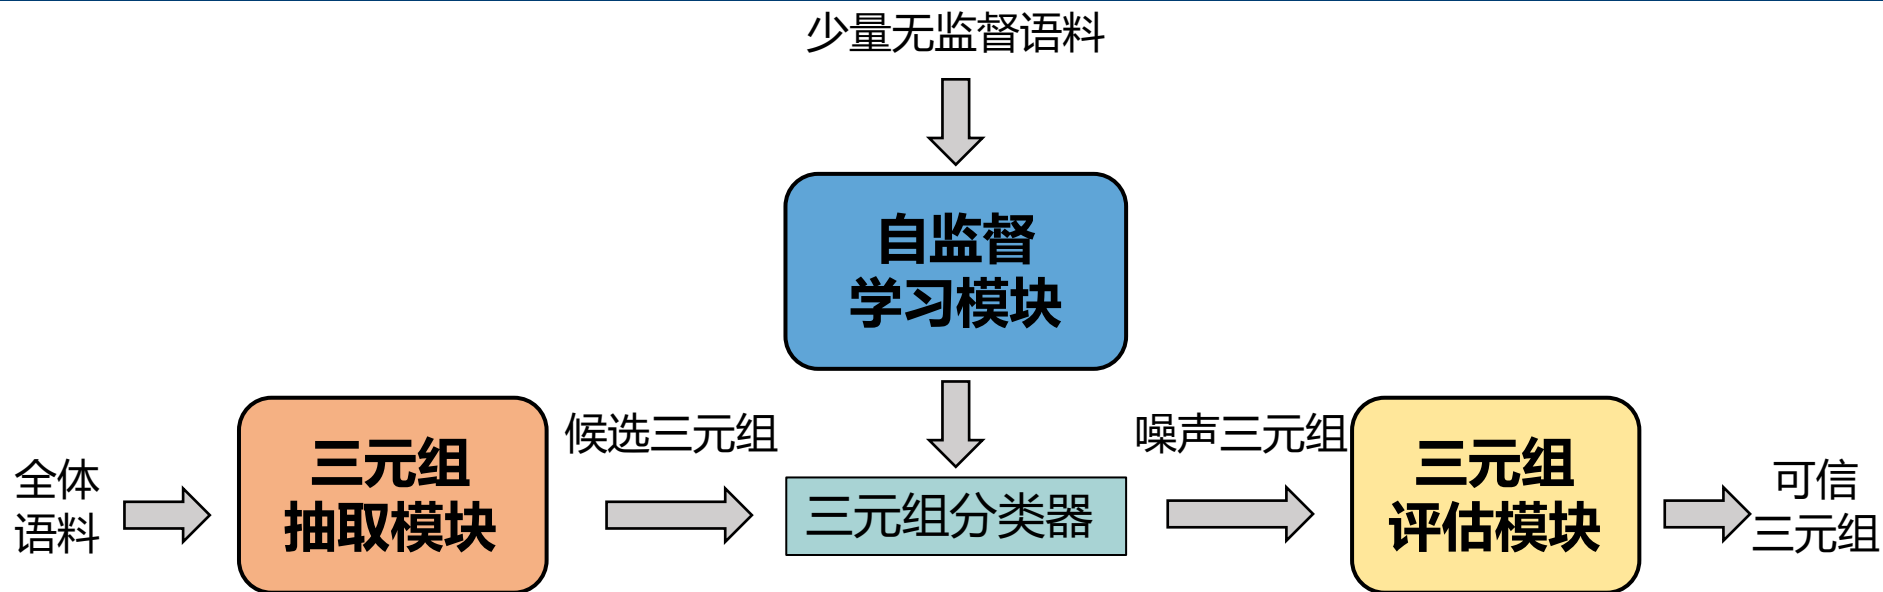 少量无监督语料
自监督
学习模块
全体
语料
三元组
抽取模块
候选三元组
三元组分类器
噪声三元组
三元组
评估模块
可信
三元组